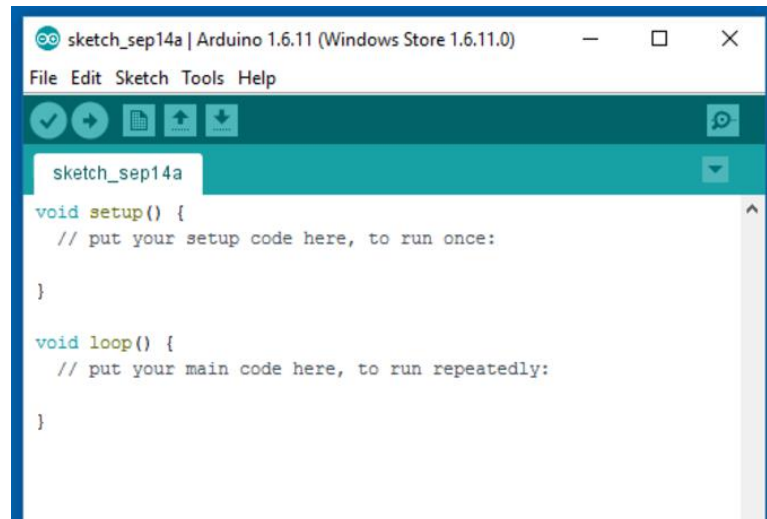 sketch_sep14a | Arduino 1.6.11 (Windows Store 1.6.11.0)
File Edit Sketch Tools Help
sketch_sep14a
void setup() {
  // put your setup code here, to run once:

}

void loop() {
  // put your main code here, to run repeatedly:

}